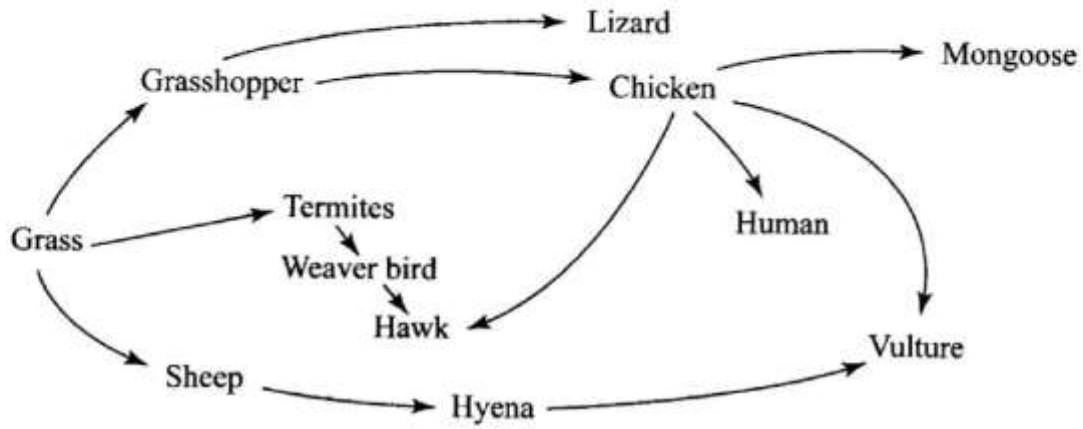 Lizard
Mongoose
Grasshopper
Chicken
Termites
Human
Grass
Weaver bird
Hawk
Vulture
Sheep
Hyena